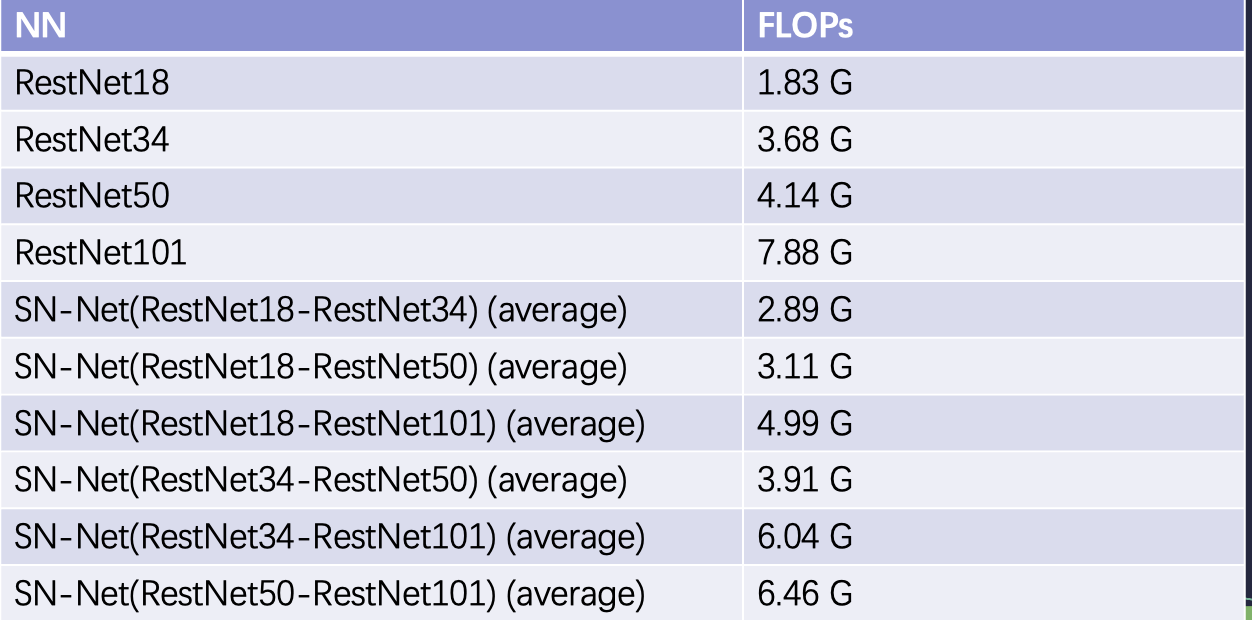 NN FLOPs
RestNet18 1.83 G
RestNet34 3.68 G
RestNet50 4.14 G
RestNet101 7.88 G
SN-Net(RestNet18-RestNet34) (average) 2.89 G
SN-Net(RestNet18-RestNet50) (average) 3.11 G
SN-Net(RestNet18-RestNet101) (average) 4.99 G
SN-Net(RestNet34-RestNet50) (average) 3.91 G
SN-Net(RestNet34-RestNet101) (average) 6.04 G
SN-Net(RestNet50-RestNet101) (average) 6.46 G